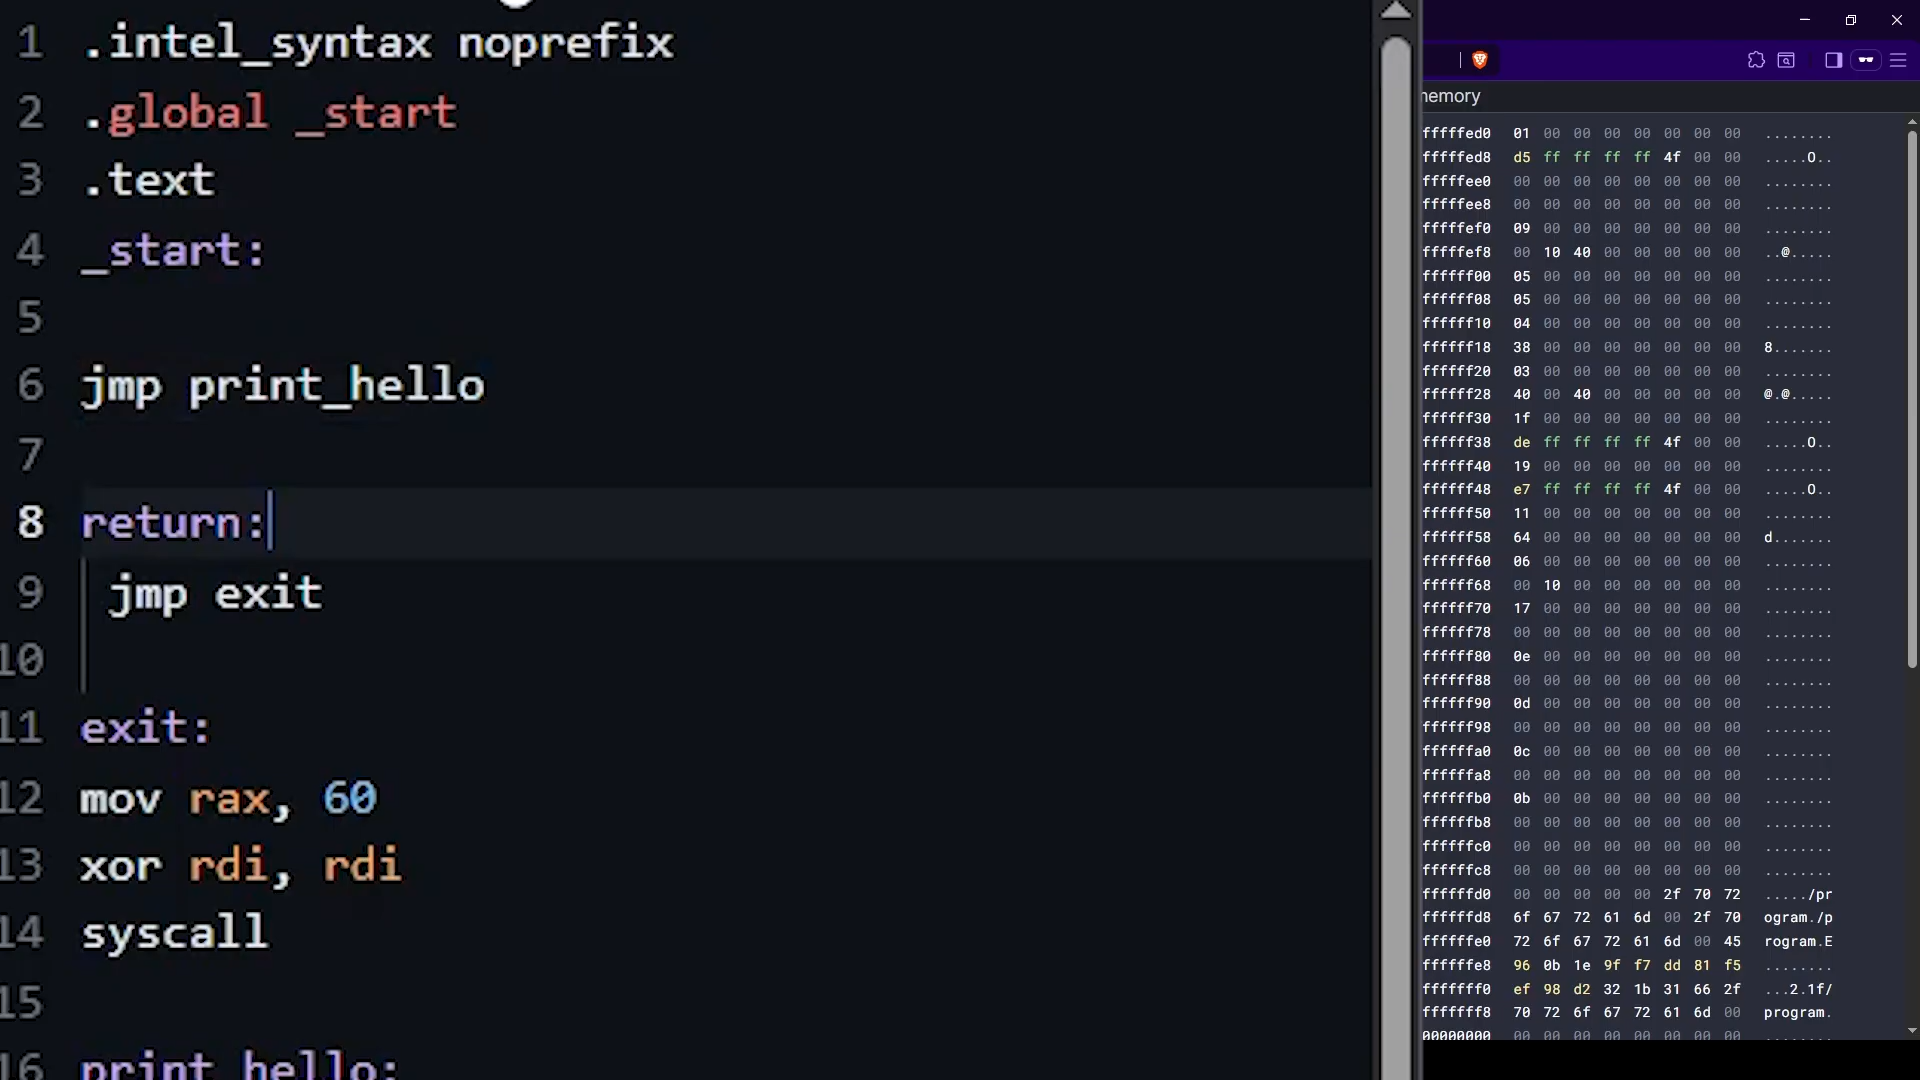 1 .intel_syntax noprefix
2 .global _start
3 .text
4 _start:
5
6 jmp print_hello
7
8 return:
9 jmp exit
10
11 exit:
12 mov rax, 60
13 xor rdi, rdi
14 syscall
15
16 print_hello:
emory
fffffed0 01 00 00 00 00 00 00 00 ........
fffffed8 d5 ff ff ff ff 4f 00 00 .....O..
fffffee0 00 00 00 00 00 00 00 00 ........
fffffee8 00 00 00 00 00 00 00 00 ........
fffffef0 09 00 00 00 00 00 00 00 ........
fffffef8 00 10 40 00 00 00 00 00 ..@.....
ffffff00 05 00 00 00 00 00 00 00 ........
ffffff08 05 00 00 00 00 00 00 00 ........
ffffff10 04 00 00 00 00 00 00 00 ........
ffffff18 38 00 00 00 00 00 00 00 8.......
ffffff20 03 00 00 00 00 00 00 00 ........
ffffff28 40 00 40 00 00 00 00 00 @.@.....
ffffff30 1f 00 00 00 00 00 00 00 ........
ffffff38 de ff ff ff ff 4f 00 00 .....O..
ffffff40 19 00 00 00 00 00 00 00 ........
ffffff48 e7 ff ff ff ff 4f 00 00 .....O..
ffffff50 11 00 00 00 00 00 00 00 ........
ffffff58 64 00 00 00 00 00 00 00 d.......
ffffff60 06 00 00 00 00 00 00 00 ........
ffffff68 00 10 00 00 00 00 00 00 ........
ffffff70 17 00 00 00 00 00 00 00 ........
ffffff78 00 00 00 00 00 00 00 00 ........
ffffff80 0e 00 00 00 00 00 00 00 ........
ffffff88 00 00 00 00 00 00 00 00 ........
ffffff90 0d 00 00 00 00 00 00 00 ........
ffffff98 00 00 00 00 00 00 00 00 ........
ffffffa0 0c 00 00 00 00 00 00 00 ........
ffffffa8 00 00 00 00 00 00 00 00 ........
ffffffb0 0b 00 00 00 00 00 00 00 ........
ffffffb8 00 00 00 00 00 00 00 00 ........
ffffffc0 00 00 00 00 00 00 00 00 ........
ffffffc8 00 00 00 00 00 00 00 00 ........
ffffffd0 00 00 00 00 00 2f 70 72 ...../pr
ffffffd8 6f 67 72 61 6d 00 2f 70 ogram./p
ffffffe0 72 6f 67 72 61 6d 00 45 rogram.E
ffffffe8 96 0b 1e 9f f7 dd 81 f5 ........
fffffff0 ef 98 d2 32 1b 31 66 2f ...2.1f/
fffffff8 70 72 6f 67 72 61 6d 00 program.
00000000 00 00 00 00 00 00 00 00 ........